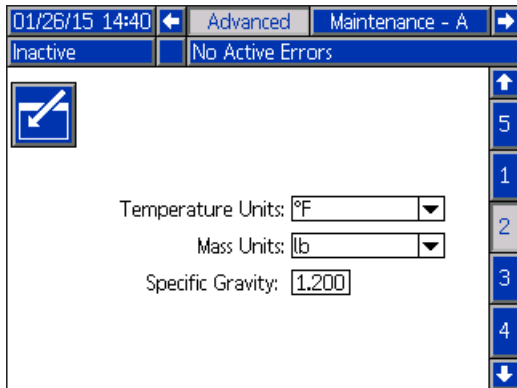 01/26/15 14:40 Advanced Maintenance - A
Inactive No Active Errors
5
1
Temperature Units: °F
2
Mass Units: lb
Specific Gravity: 1.200
3
4